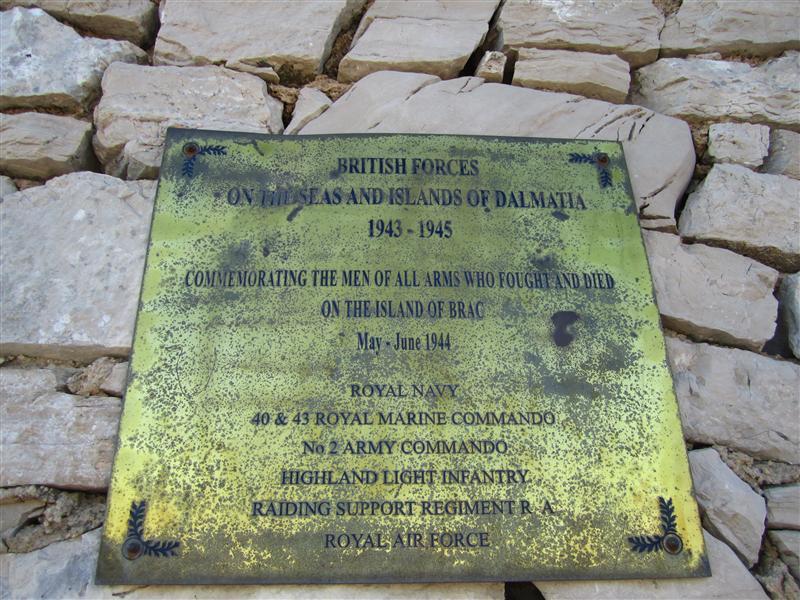 BRITISH FORCES
ON THE SEAS AND ISLANDS OF DALMATIA
1943 - 1945
COMMEMORATING THE MEN OF ALL ARMS WHO FOUGHT AND DIED
ON THE ISLAND OF BRAC
May - June 1944
ROYAL NAVY
40 & 43 ROYAL MARINE COMMANDO
No 2 ARMY COMMANDO
HIGHLAND LIGHT INFANTRY
RAIDING SUPPORT REGIMENT R. A.
ROYAL AIR FORCE